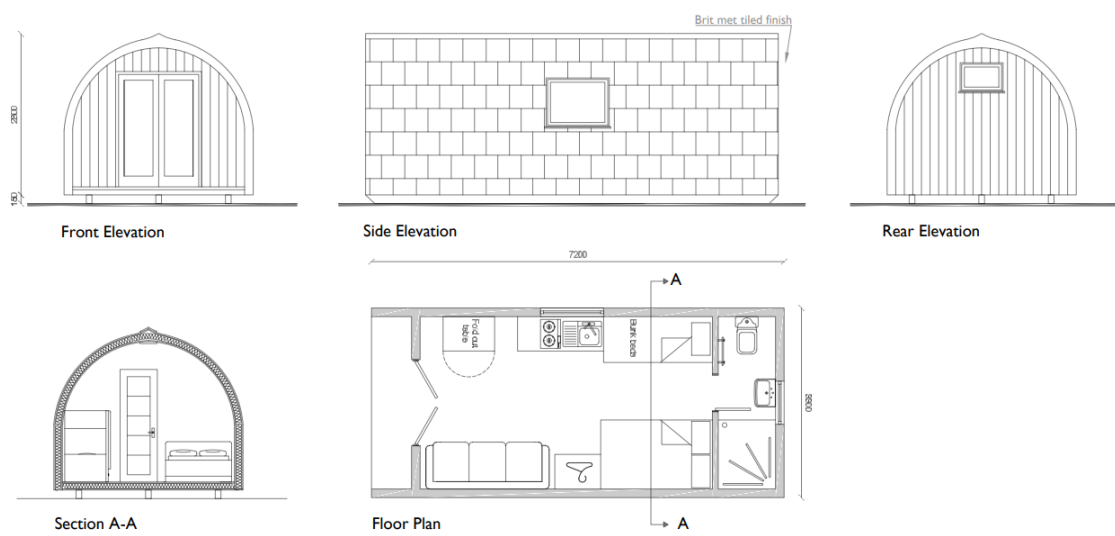 Brit met tiled finish
2800
150
Front Elevation
Side Elevation
Rear Elevation
7200
A
Fold out
table
Bunk beds
A
Section A-A
Floor Plan